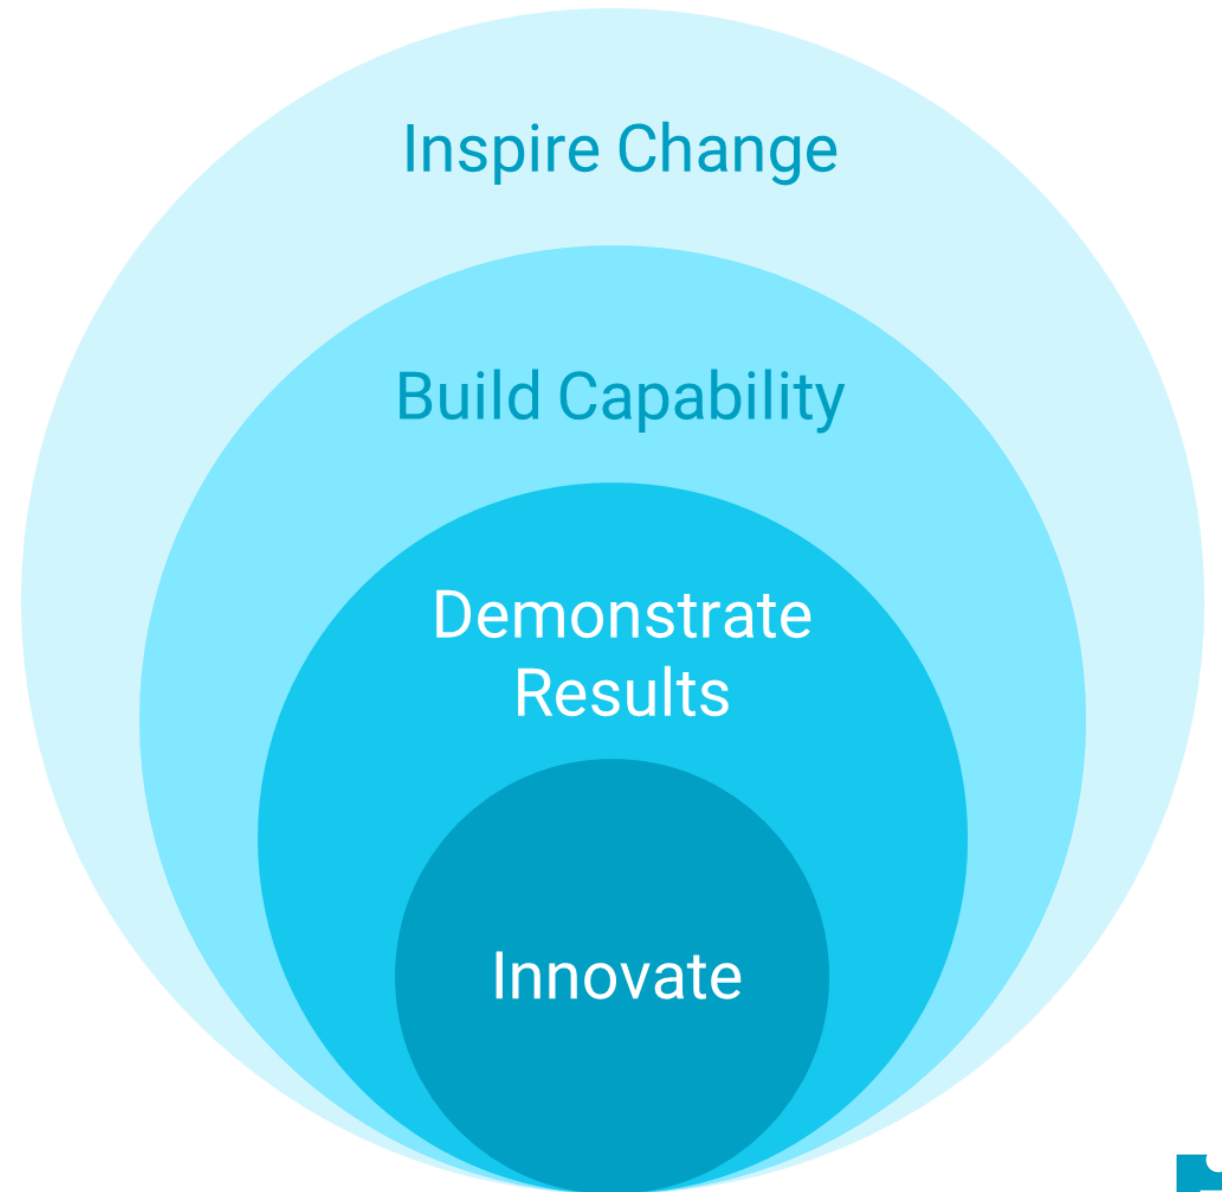 Inspire Change
Build Capability
Demonstrate
Results
Innovate